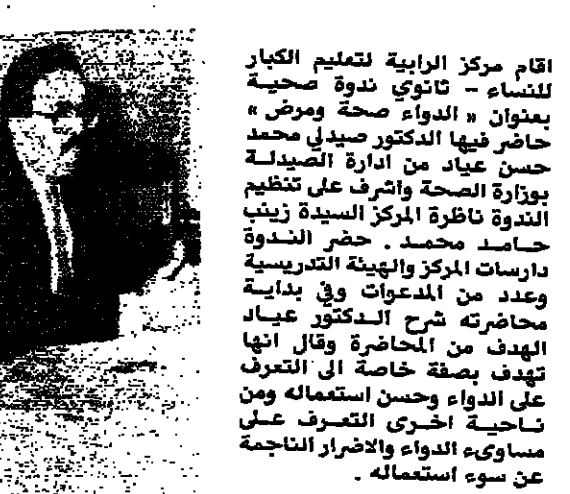 اقام مركز الرابية لتعليم الكبار
للنساء - ثانوي ندوة صحية
بعنوان « الدواء صحة ومرض »
حاضر فيها الدكتور صيدلي محمد
حسن عياد من ادارة الصيدلة
بوزارة الصحة واشرف على تنظيم
الندوة ناظرة المركز السيدة زينب
حامد محمد . حضر الندوة
دارسات المركز والهيئة التدريسية
وعدد من المدعوات وفي بداية
محاضرته شرح الدكتور عياد
الهدف من المحاضرة وقال انها
تهدف بصفة خاصة الى التعرف
على الدواء وحسن استعماله ومن
ناحية اخرى التعرف على
مساوىء الدواء والاضرار الناجمة
عن سوء استعماله .